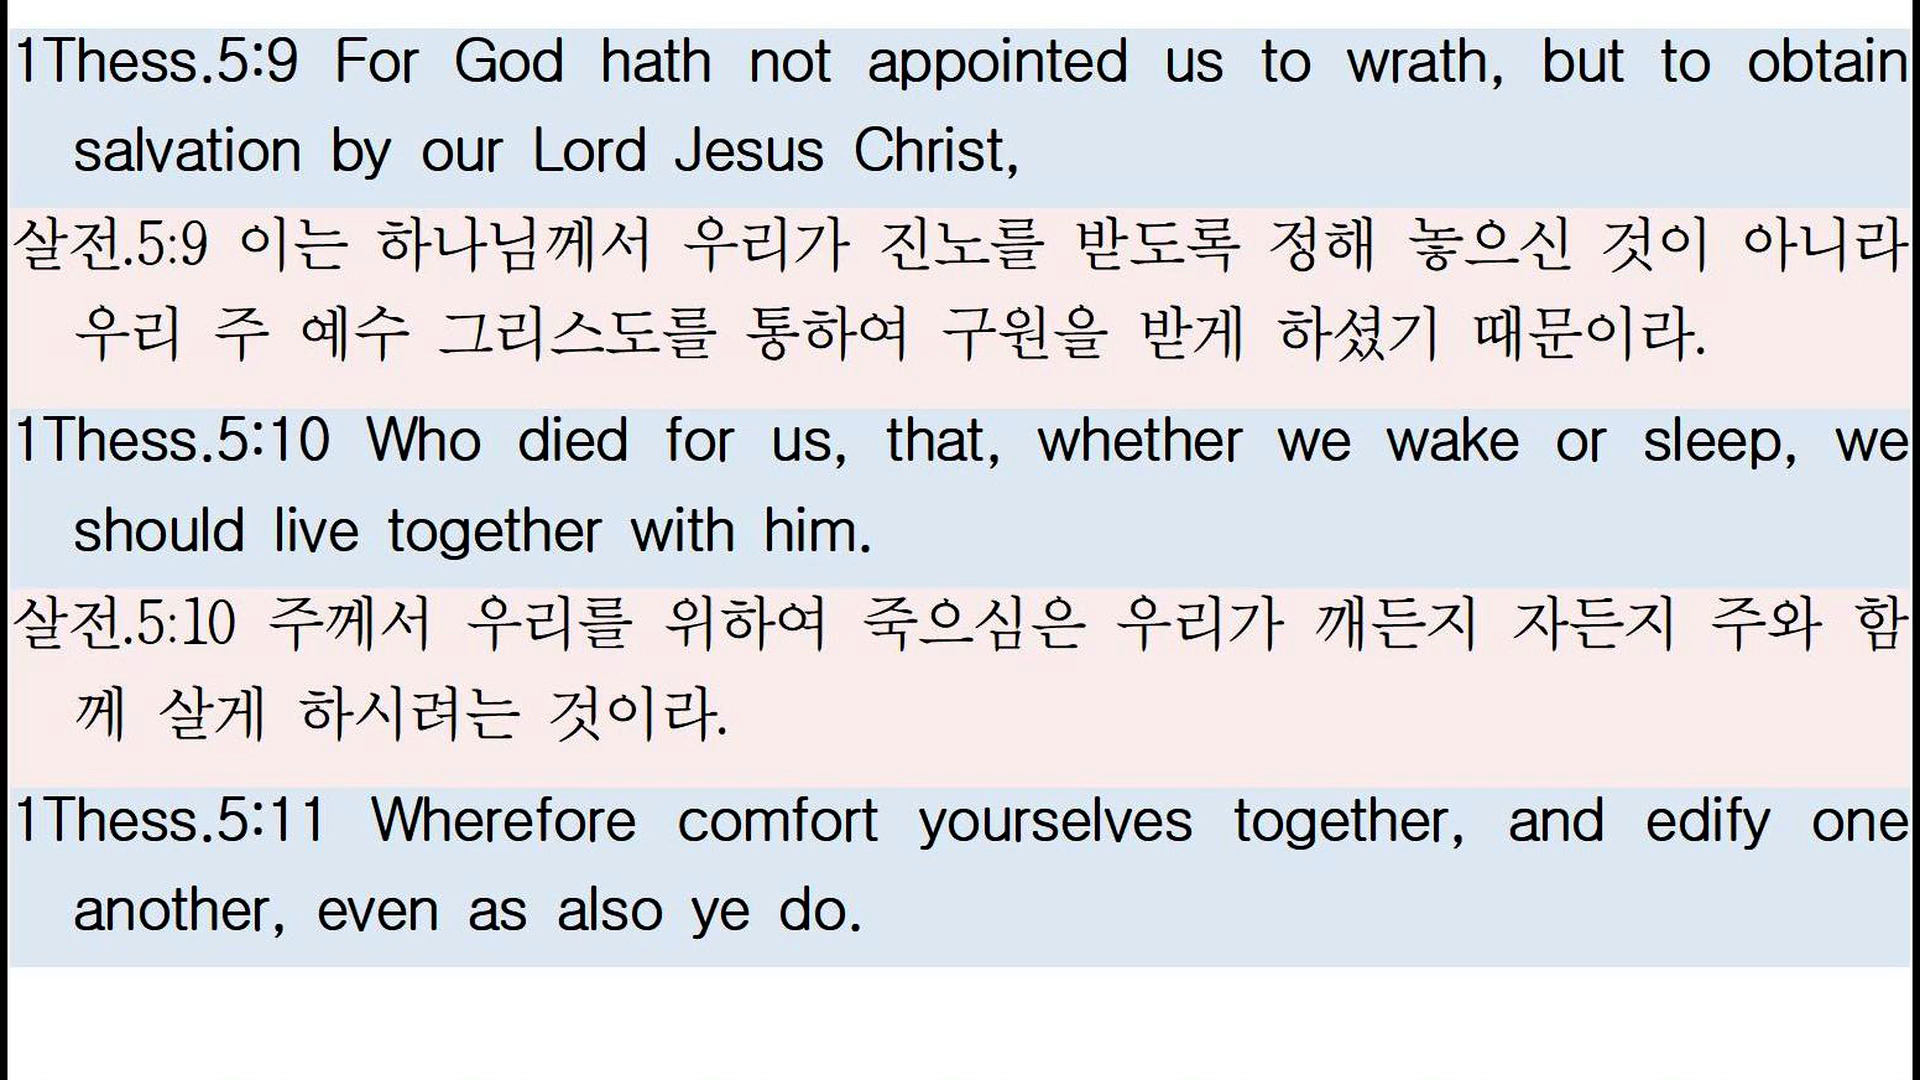 1Thess.5:9 For God hath not appointed us to wrath, but to obtain
salvation by our Lord Jesus Christ,
살전.5:9 이는 하나님께서 우리가 진노를 받도록 정해 놓으신 것이 아니라
우리 주 예수 그리스도를 통하여 구원을 받게 하셨기 때문이라.
1Thess.5:10 Who died for us, that, whether we wake or sleep, we
should live together with him.
살전.5:10 주께서 우리를 위하여 죽으심은 우리가 깨든지 자든지 주와 함
께 살게 하시려는 것이라.
1Thess.5:11 Wherefore comfort yourselves together, and edify one
another, even as also ye do.